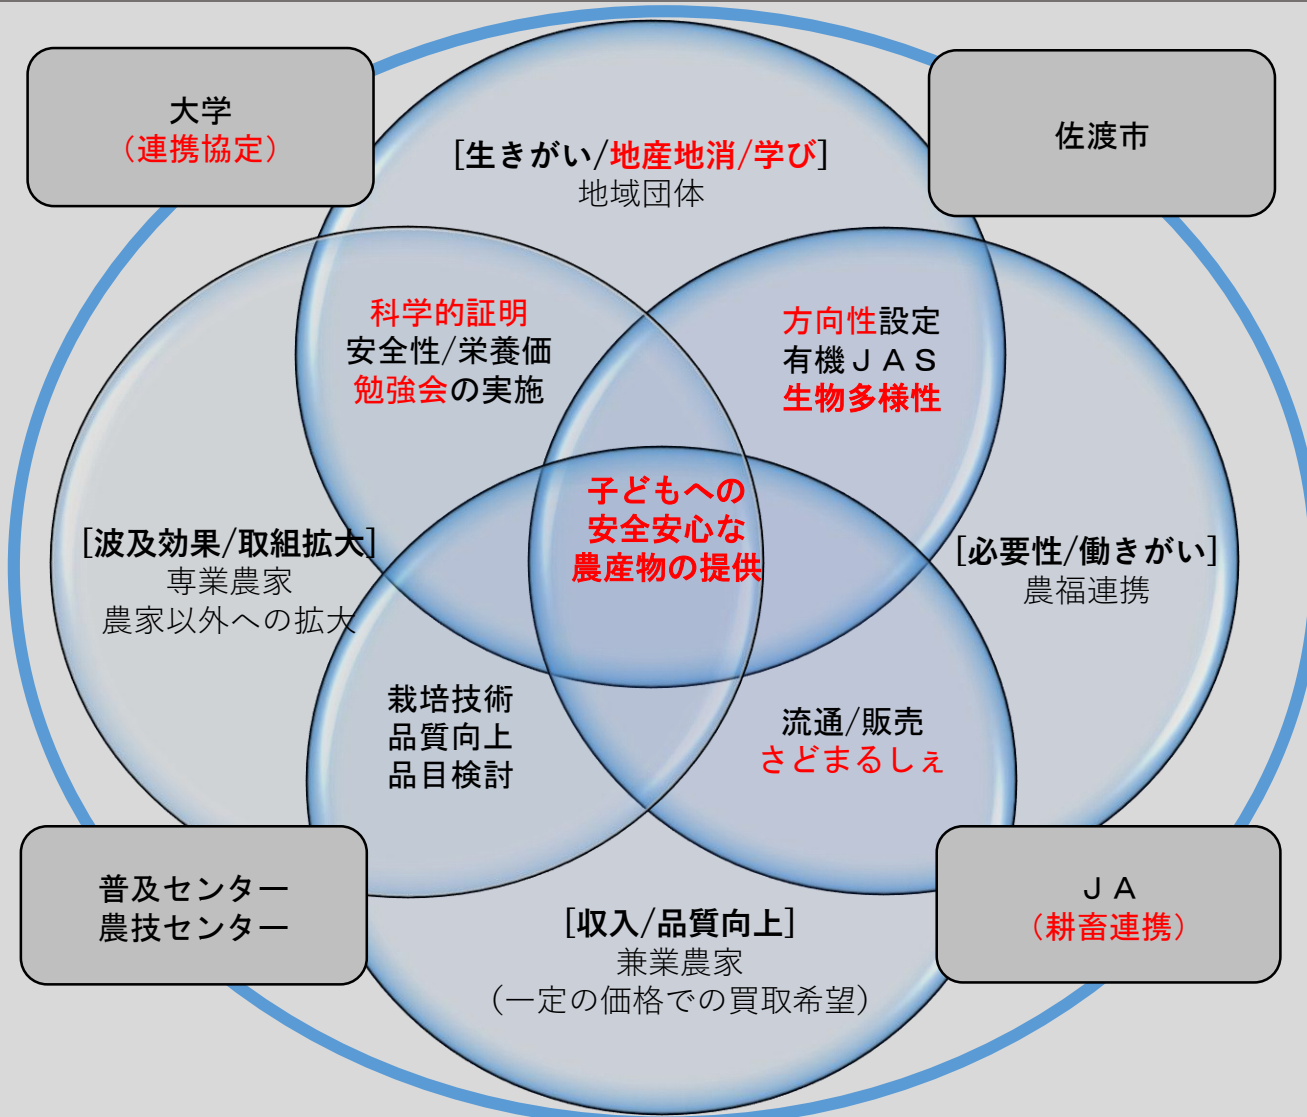 大学
（連携協定）
佐渡市
[生きがい/地産地消/学び]
地域団体
科学的証明
安全性/栄養価
勉強会の実施
方向性設定
有機ＪＡＳ
生物多様性
子どもへの
安全安心な
農産物の提供
[波及効果/取組拡大]
専業農家
農家以外への拡大
[必要性/働きがい]
農福連携
栽培技術
品質向上
品目検討
流通/販売
さどまるしぇ
普及センター
農技センター
ＪＡ
（耕畜連携）
[収入/品質向上]
兼業農家
（一定の価格での買取希望）